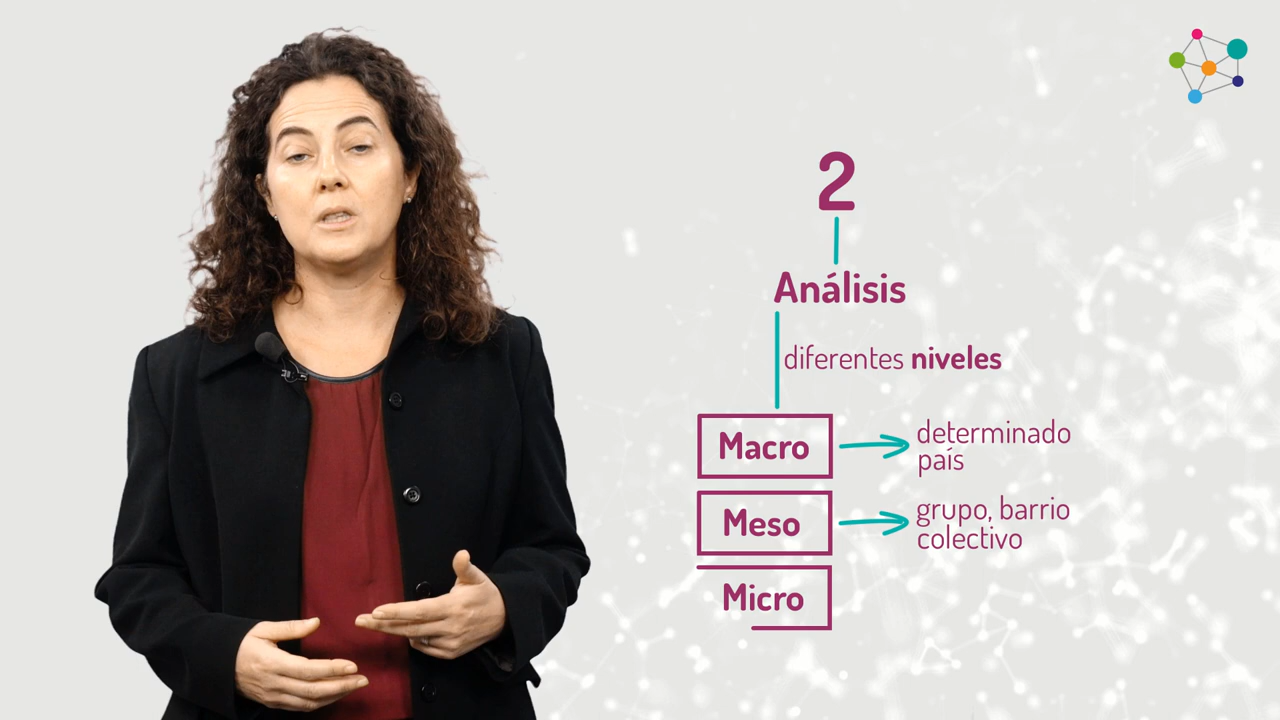 2
Análisis
diferentes niveles
Macro
determinado
país
Meso
grupo, barrio
colectivo
Micro